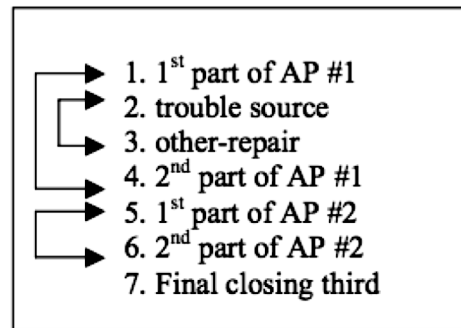 1. 1st part of AP #1
2. trouble source
3. other-repair
4. 2nd part of AP #1
5. 1st part of AP #2
6. 2nd part of AP #2
7. Final closing third